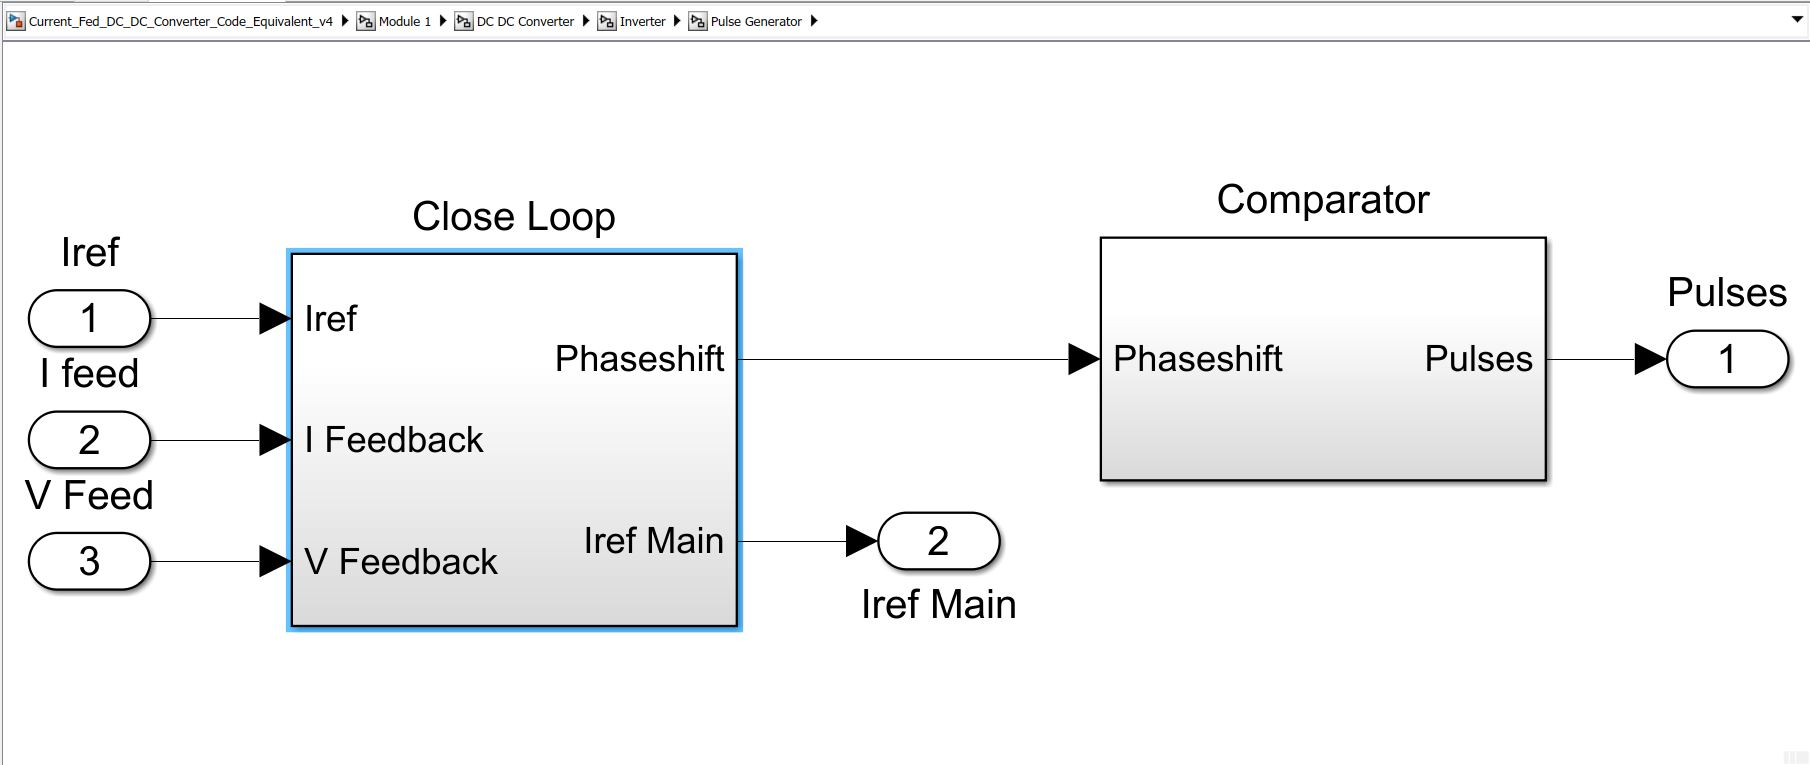 Current_Fed_DC_DC_Converter_Code_Equivalent_v4 Module 1 DC DC Converter Inverter Pulse Generator
Close Loop
Comparator
Iref
1
I feed
2
V Feed
3
Iref
I Feedback
V Feedback
Phaseshift
Iref Main
2
Iref Main
Phaseshift
Pulses
Pulses
1